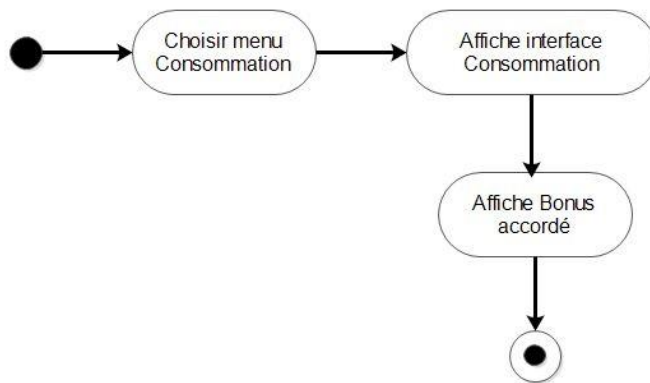 Choisir menu
Consommation
Affiche interface
Consommation
Affiche Bonus
accordé